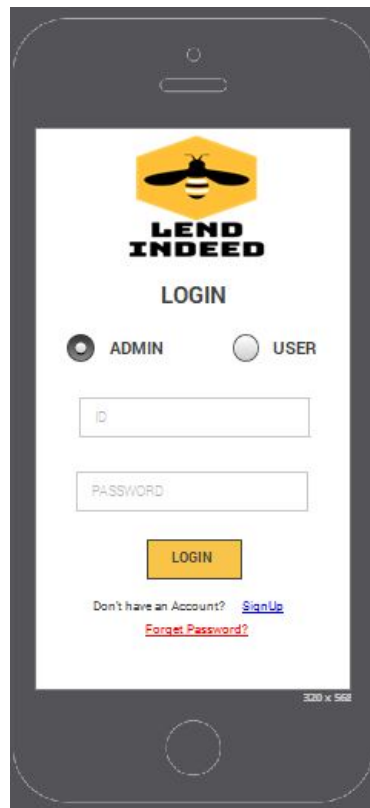 LEND
INDEED
LOGIN
ADMIN USER
ID
PASSWORD
LOGIN
Don't have an Account? SignUp
Forget Password?
320 x 568